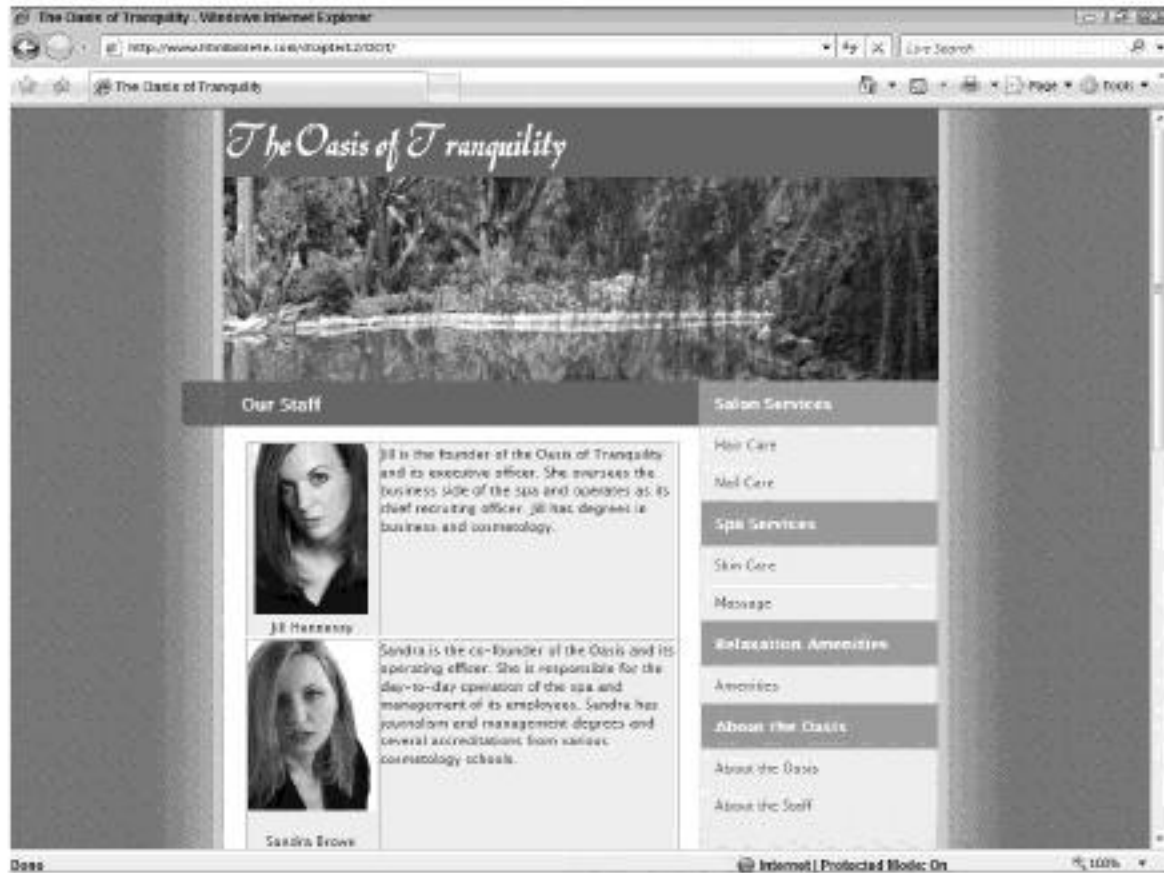 The Oasis of Tranquility - Windows Internet Explorer
Live Search
The Oasis of Tranquility
Page
Tools
The Oasis of Tranquility
Our Staff
Jill is the founder of the Oasis of Tranquility
and its executive officer. She oversees the
business side of the spa and operates as its
chief recruiting officer. Jill has degrees in
business and cosmetology.
Jill Hennessy
Sandra is the co-founder of the Oasis and its
operating officer. She is responsible for the
day-to-day operation of the spa and
management of its employees. Sandra has
journalism and management degrees and
several accreditations from various
cosmetology schools.
Sandra Brown
Salon Services
Hair Care
Nail Care
Spa Services
Skin Care
Massage
Relaxation Amenities
Amenities
About the Oasis
About the Oasis
About the Staff
Done
Internet | Protected Mode: On
100%